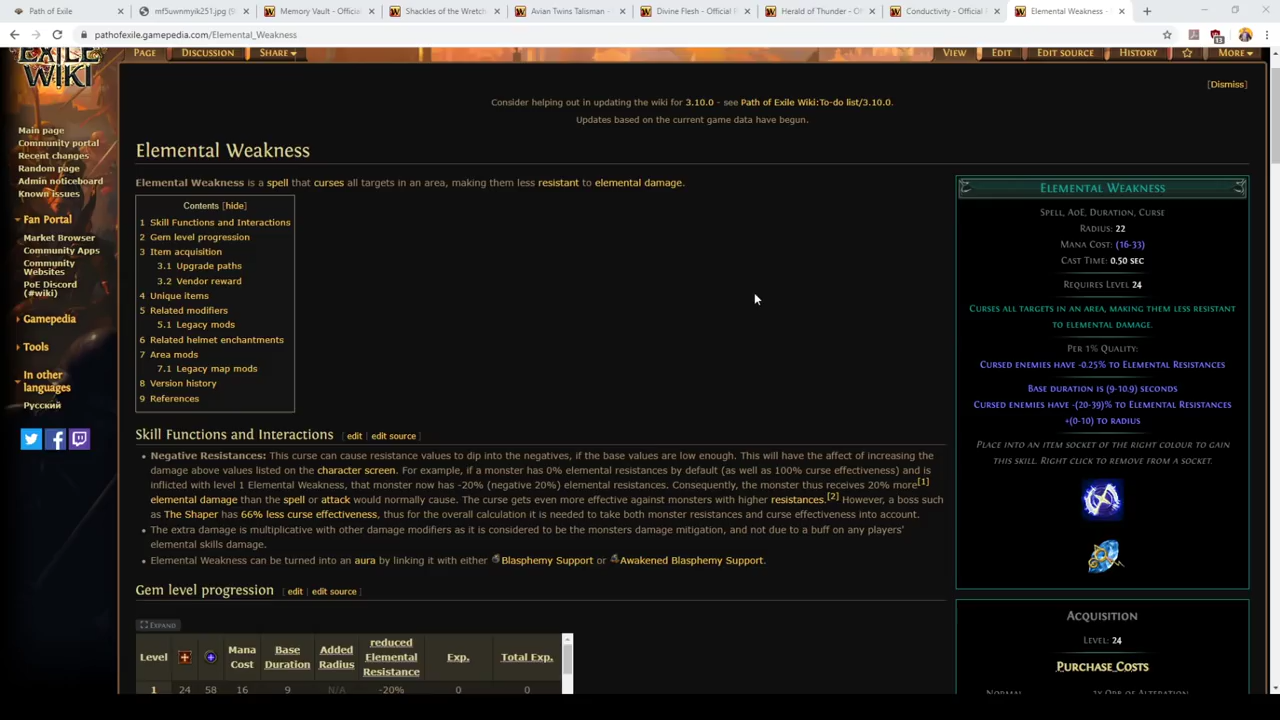 Path of Exile
mf5uwnmyik251.jpg (9
Memory Vault - Official
Shackles of the Wretch
Avian Twins Talisman - Offic
Divine Flesh - Official P
Herald of Thunder - O
Conductivity - Official
Elemental Weakness -
pathofexile.gamepedia.com/Elemental_Weakness
EXILE WIKI
PAGE DISCUSSION SHARE VIEW EDIT EDIT SOURCE HISTORY MORE
[Dismiss]
Consider helping out in updating the wiki for 3.10.0 - see Path of Exile Wiki:To-do list/3.10.0.
Updates based on the current game data have begun.
Main page
Community portal
Recent changes
Random page
Admin noticeboard
Known issues
Fan Portal
Market Browser
Community Apps
Community
Websites
PoE Discord
(#wiki)
Gamepedia
Tools
In other
languages
Русский
Elemental Weakness
Elemental Weakness is a spell that curses all targets in an area, making them less resistant to elemental damage.
Contents [hide]
1 Skill Functions and Interactions
2 Gem level progression
3 Item acquisition
3.1 Upgrade paths
3.2 Vendor reward
4 Unique items
5 Related modifiers
5.1 Legacy mods
6 Related helmet enchantments
7 Area mods
7.1 Legacy map mods
8 Version history
9 References
Skill Functions and Interactions [ edit | edit source ]
Negative Resistances: This curse can cause resistance values to dip into the negatives, if the base values are low enough. This will have the affect of increasing the
damage above values listed on the character screen. For example, if a monster has 0% elemental resistances by default (as well as 100% curse effectiveness) and is
inflicted with level 1 Elemental Weakness, that monster now has -20% (negative 20%) elemental resistances. Consequently, the monster thus receives 20% more[1]
elemental damage than the spell or attack would normally cause. The curse gets even more effective against monsters with higher resistances.[2] However, a boss such
as The Shaper has 66% less curse effectiveness, thus for the overall calculation it is needed to take both monster resistances and curse effectiveness into account.
The extra damage is multiplicative with other damage modifiers as it is considered to be the monsters damage mitigation, and not due to a buff on any players'
elemental skills damage.
Elemental Weakness can be turned into an aura by linking it with either Blasphemy Support or Awakened Blasphemy Support.
Gem level progression [ edit | edit source ]
EXPAND
Level Mana Cost Base Duration Added Radius reduced Elemental Resistance Exp. Total Exp.
1 24 58 16 9 N/A -20% 0 0
ELEMENTAL WEAKNESS
SPELL, AOE, DURATION, CURSE
RADIUS: 22
MANA COST: (16-33)
CAST TIME: 0.50 SEC
REQUIRES LEVEL 24
CURSES ALL TARGETS IN AN AREA, MAKING THEM LESS RESISTANT
TO ELEMENTAL DAMAGE.
PER 1% QUALITY:
CURSED ENEMIES HAVE -0.25% TO ELEMENTAL RESISTANCES
BASE DURATION IS (9-10.9) SECONDS
CURSED ENEMIES HAVE -(20-39)% TO ELEMENTAL RESISTANCES
+(0-10) TO RADIUS
PLACE INTO AN ITEM SOCKET OF THE RIGHT COLOUR TO GAIN
THIS SKILL. RIGHT CLICK TO REMOVE FROM A SOCKET.
ACQUISITION
LEVEL: 24
PURCHASE COSTS
NORMAL 1X ORB OF ALTERATION